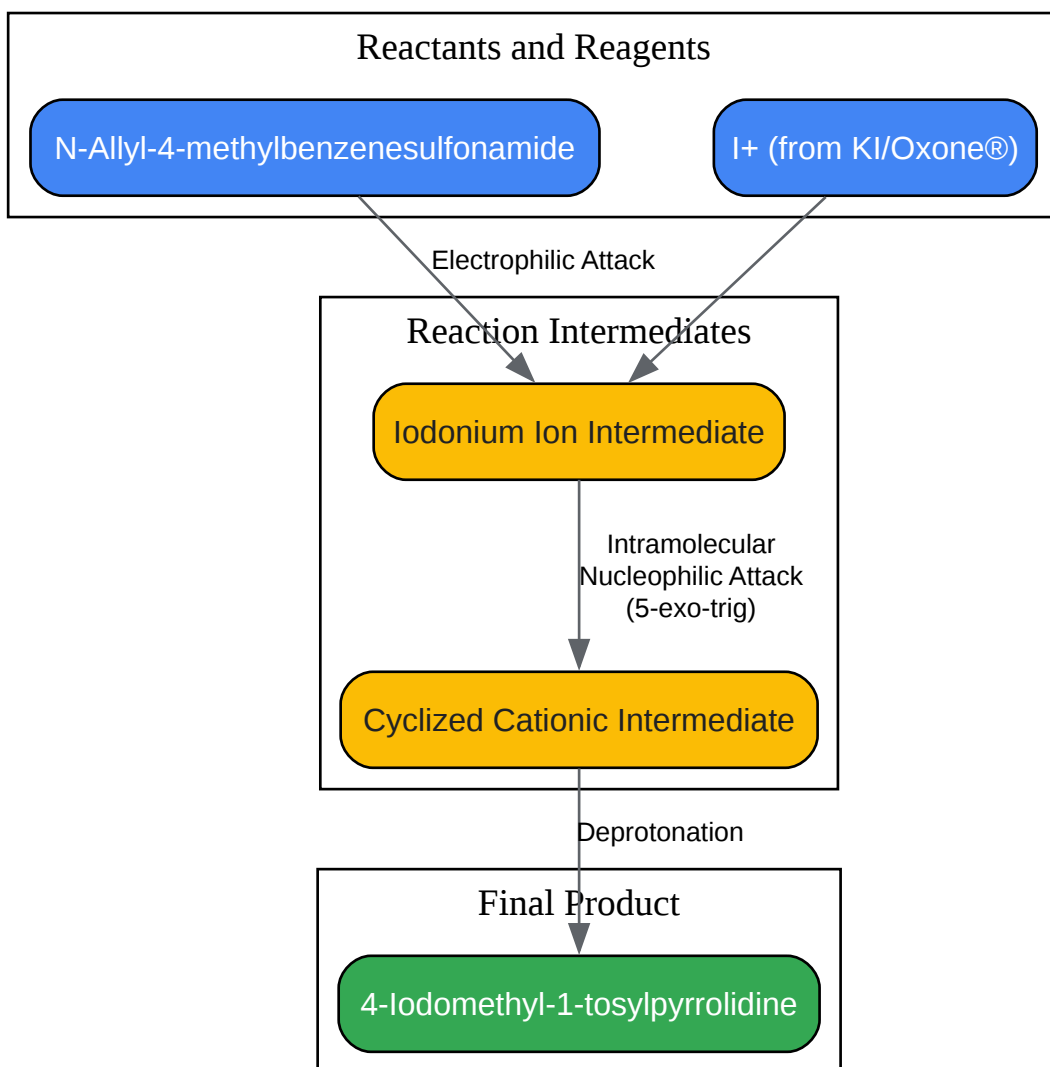 Reactants and Reagents
N-Allyl-4-methylbenzenesulfonamide
I+ (from KI/Oxone®)
Electrophilic Attack
Reaction Intermediates
Iodonium Ion Intermediate
Intramolecular
Nucleophilic Attack
(5-exo-trig)
Cyclized Cationic Intermediate
Deprotonation
Final Product
4-Iodomethyl-1-tosylpyrrolidine